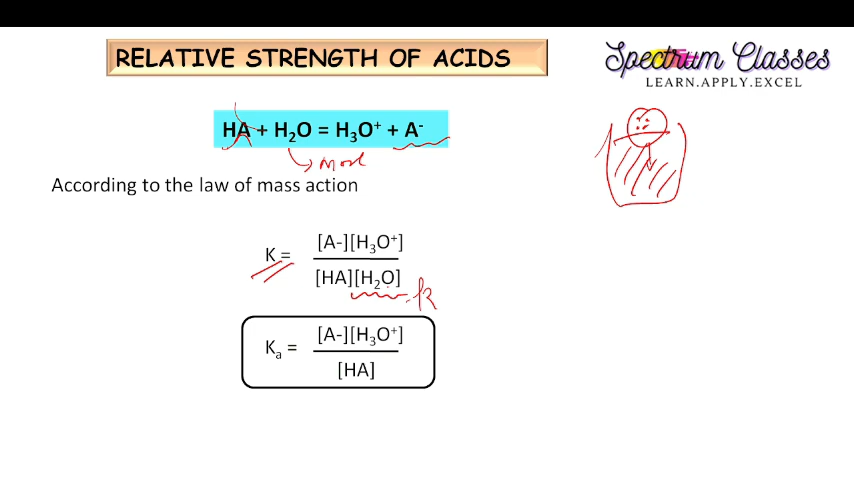 RELATIVE STRENGTH OF ACIDS
Spectrum Classes
LEARN.APPLY.EXCEL
HA + H₂O = H₃O⁺ + A⁻
More
According to the law of mass action
K = [A-][H₃O⁺]
[HA][H₂O]
k
Kₐ = [A-][H₃O⁺]
[HA]